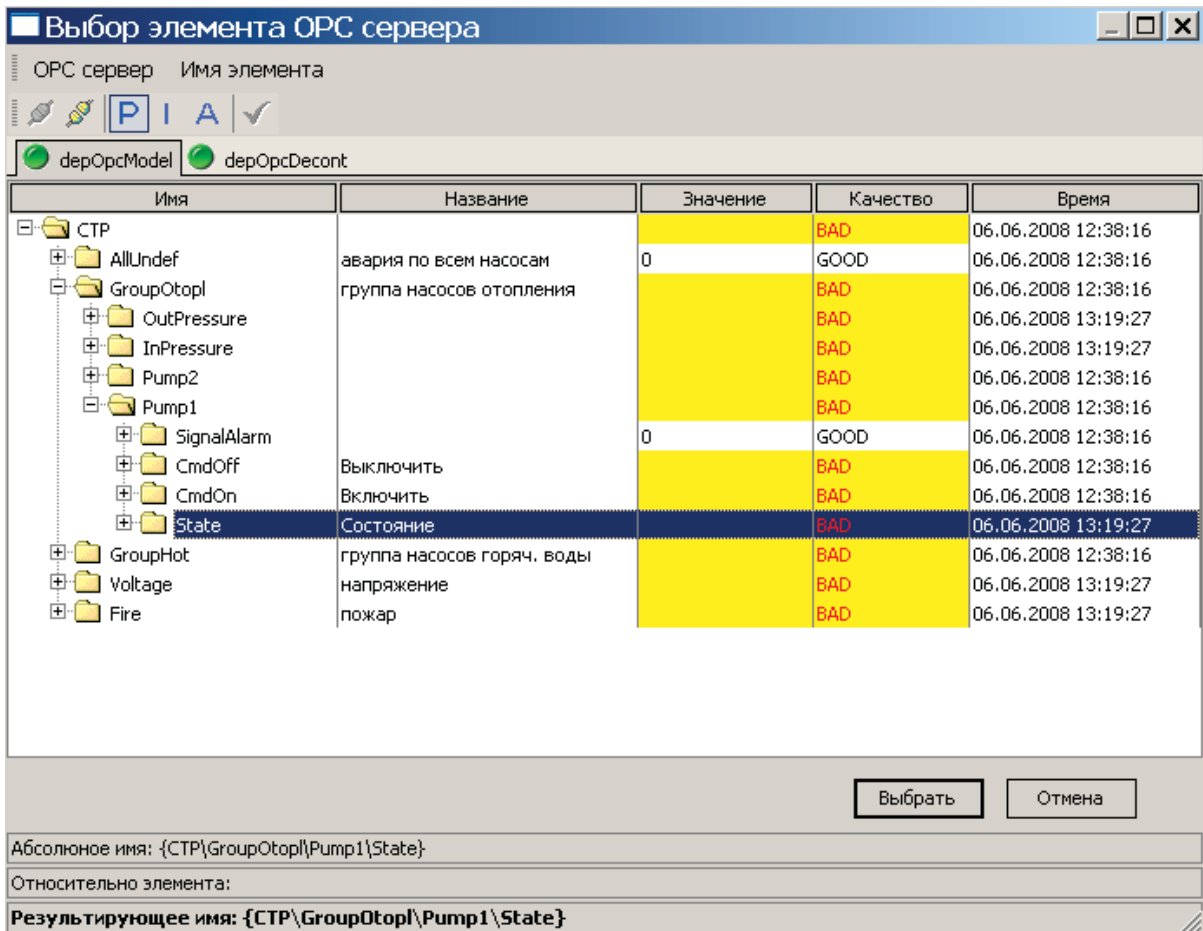 Выбор элемента OPC сервера
OPC сервер Имя элемента
P I A
depOpcModel depOpcDecont
Имя Название Значение Качество Время
CTP BAD 06.06.2008 12:38:16
AllUndef авария по всем насосам 0 GOOD 06.06.2008 12:38:16
GroupOtopl группа насосов отопления BAD 06.06.2008 12:38:16
OutPressure BAD 06.06.2008 13:19:27
InPressure BAD 06.06.2008 13:19:27
Pump2 BAD 06.06.2008 12:38:16
Pump1 BAD 06.06.2008 12:38:16
SignalAlarm 0 GOOD 06.06.2008 12:38:16
CmdOff Выключить BAD 06.06.2008 12:38:16
CmdOn Включить BAD 06.06.2008 12:38:16
State Состояние BAD 06.06.2008 13:19:27
GroupHot группа насосов горяч. воды BAD 06.06.2008 12:38:16
Voltage напряжение BAD 06.06.2008 13:19:27
Fire пожар BAD 06.06.2008 13:19:27
Выбрать Отмена
Абсолюное имя: {CTP\GroupOtopl\Pump1\State}
Относительно элемента:
Результирующее имя: {CTP\GroupOtopl\Pump1\State}